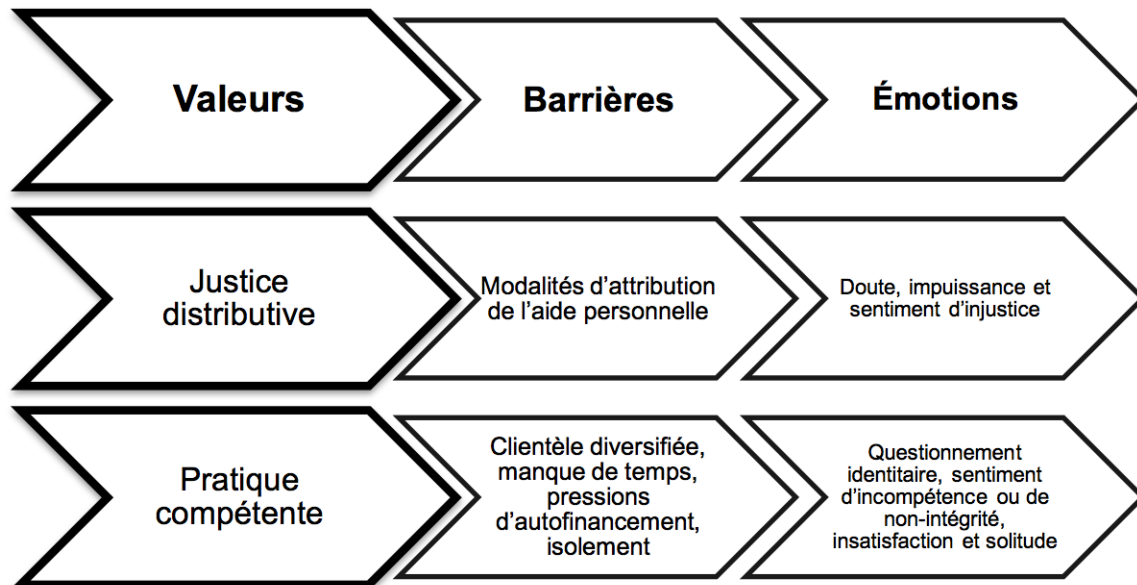 Valeurs
Barrières
Émotions
Justice
distributive
Modalités d’attribution
de l’aide personnelle
Doute, impuissance et
sentiment d’injustice
Pratique
compétente
Clientèle diversifiée,
manque de temps,
pressions
d’autofinancement,
isolement
Questionnement
identitaire, sentiment
d’incompétence ou de
non-intégrité,
insatisfaction et solitude